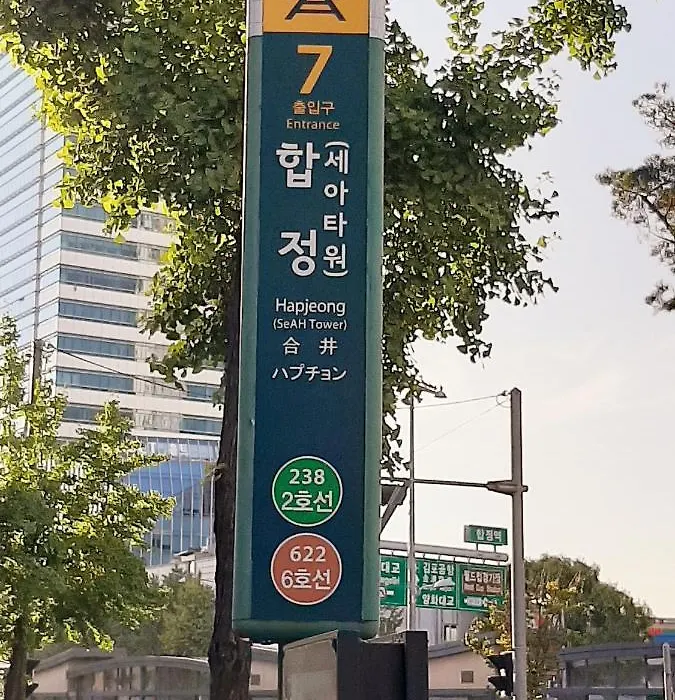 7
출입구
Entrance
합정
(세아타워)
Hapjeong
(SeAH Tower)
合井
ハプチョン
238
2호선
622
6호선
합정역
대교
김포공항
양화대교
월드컵경기장